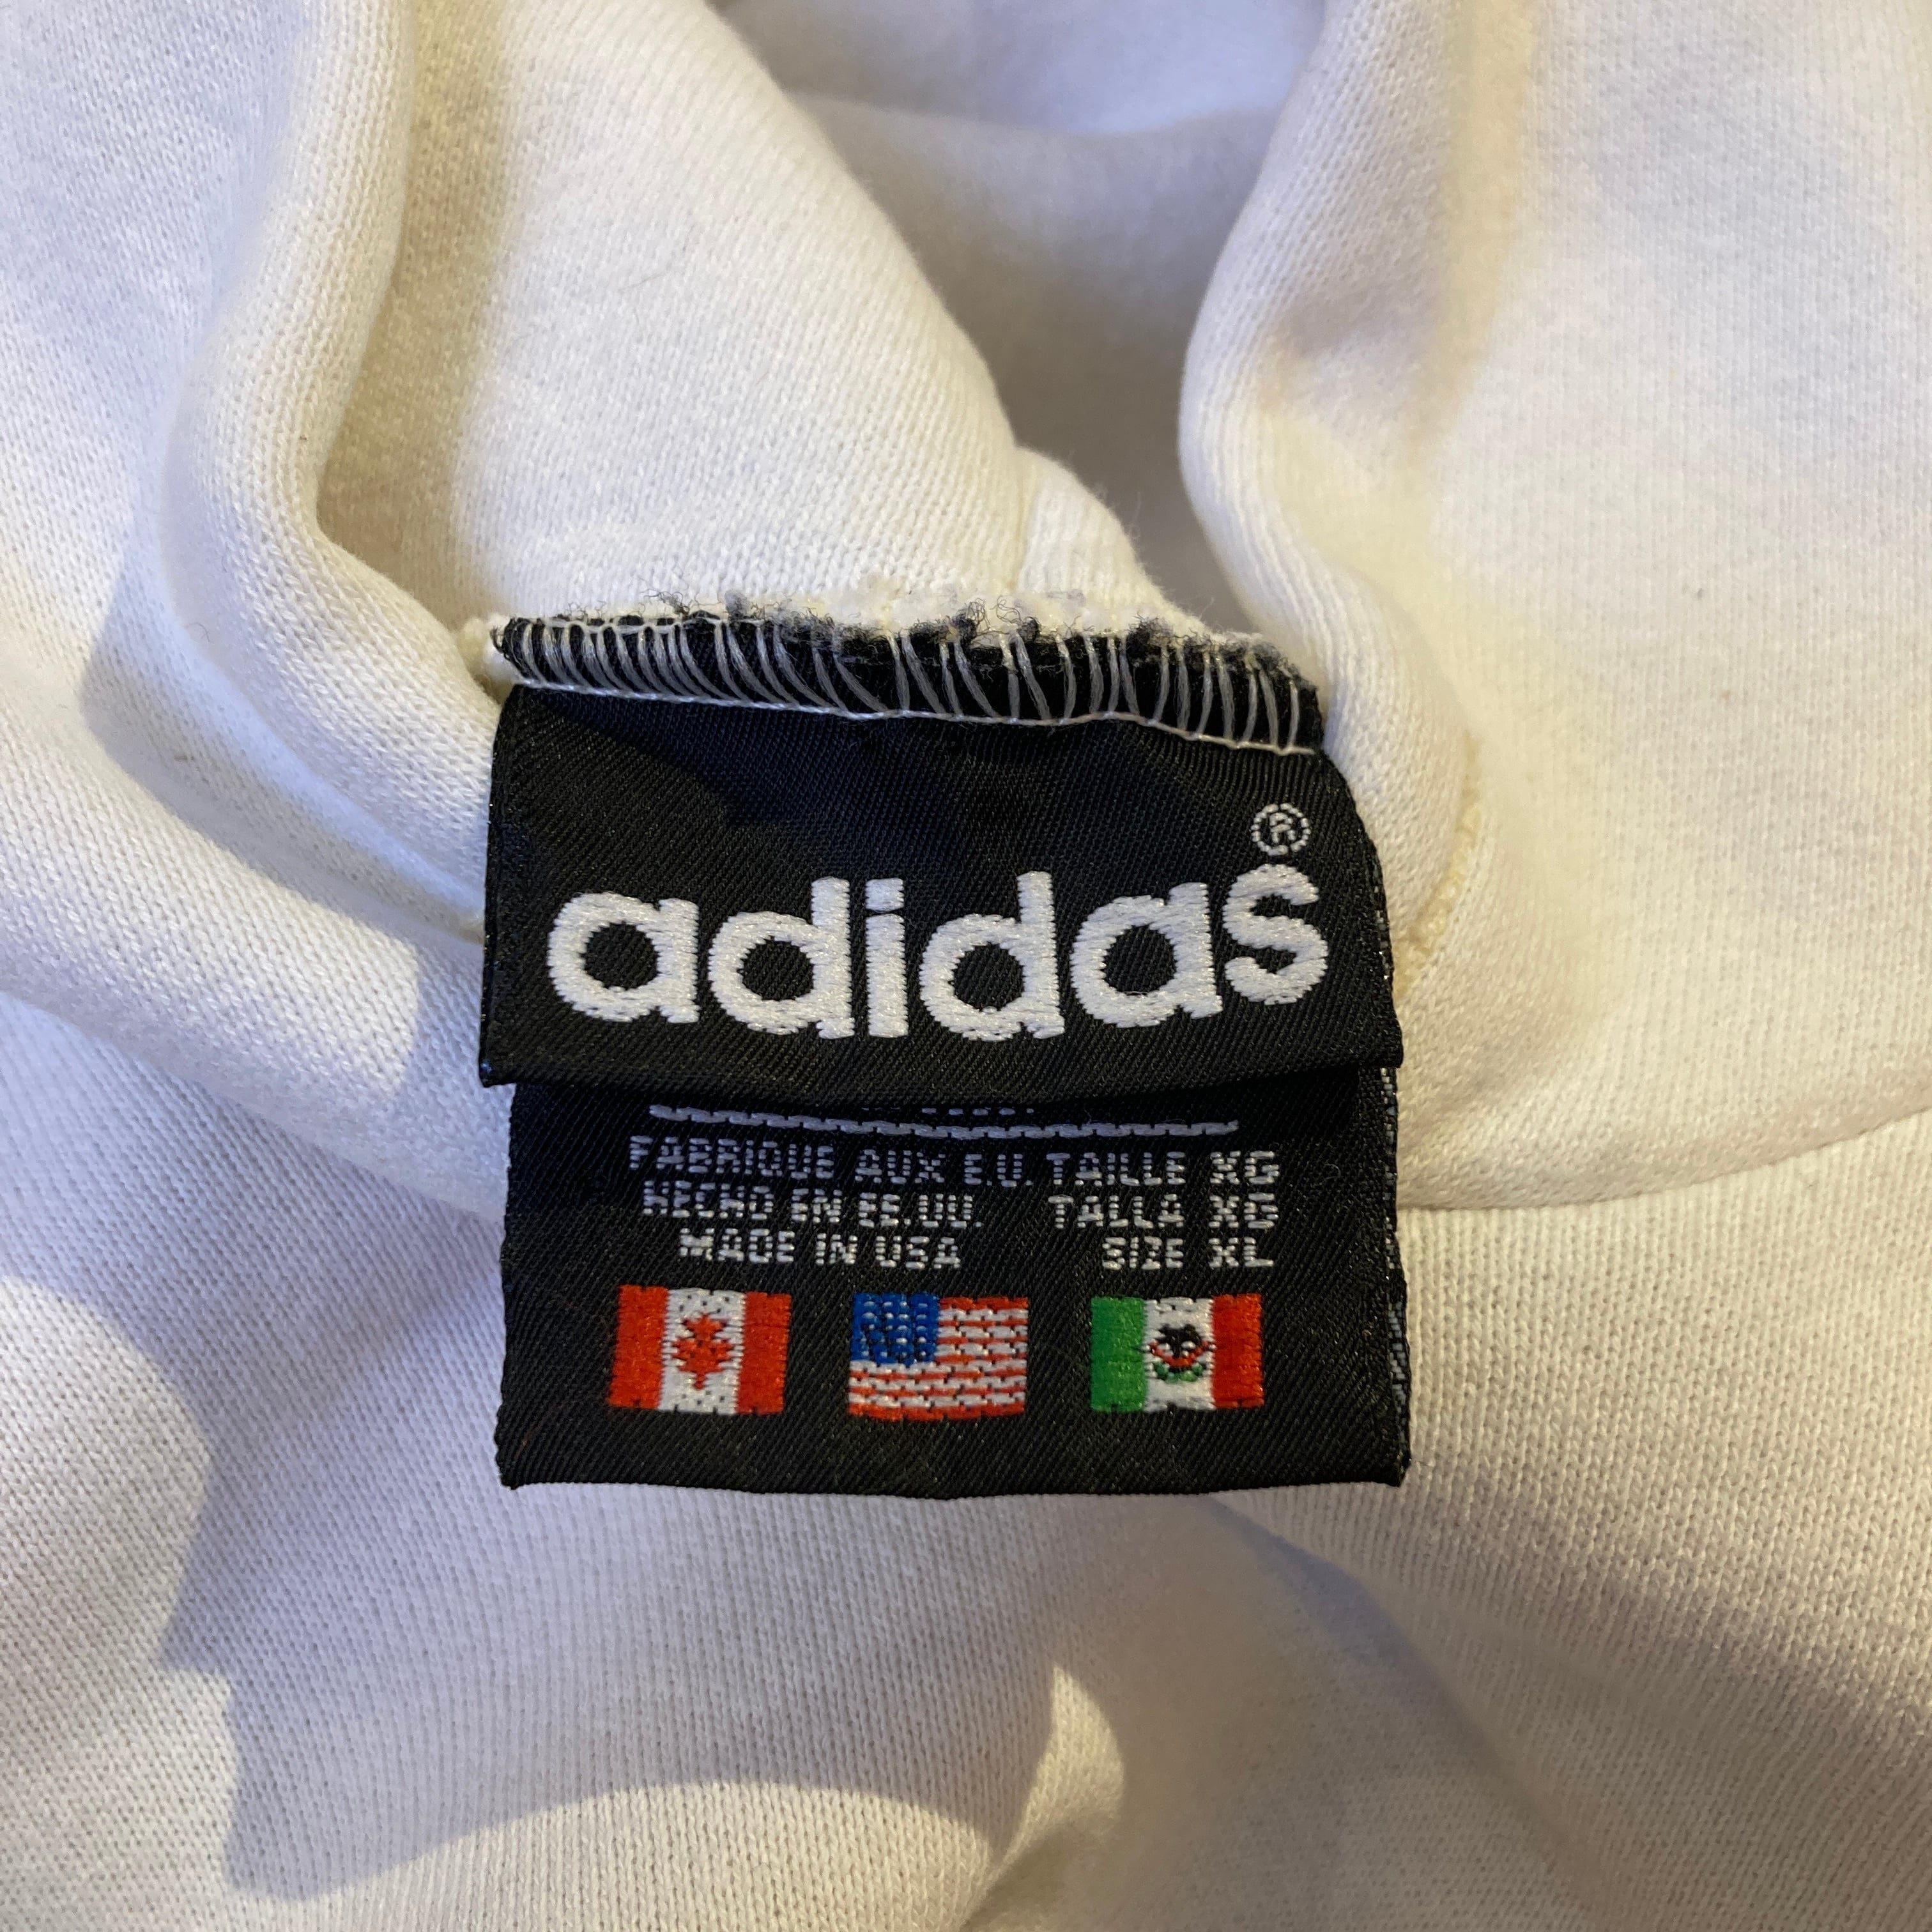 adidas®
FABRIQUE AUX E.U. TAILLE XG
HECHO EN EE.UU. TALLA XG
MADE IN USA SIZE XL